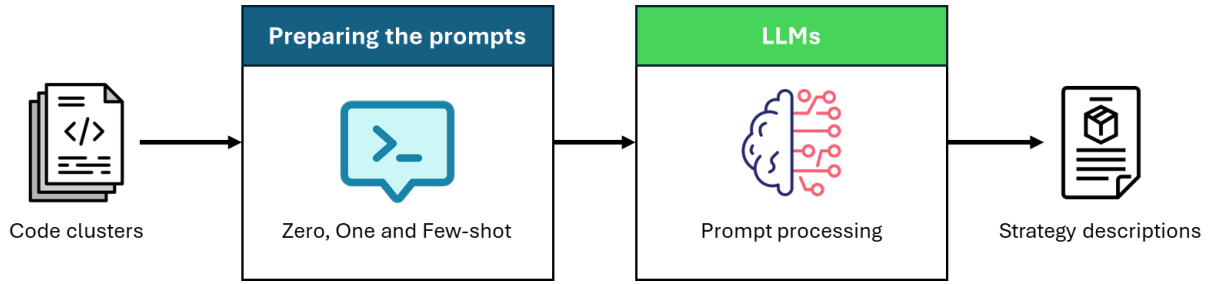 Preparing the prompts
LLMs
</>
>_
Code clusters
Zero, One and Few-shot
Prompt processing
Strategy descriptions